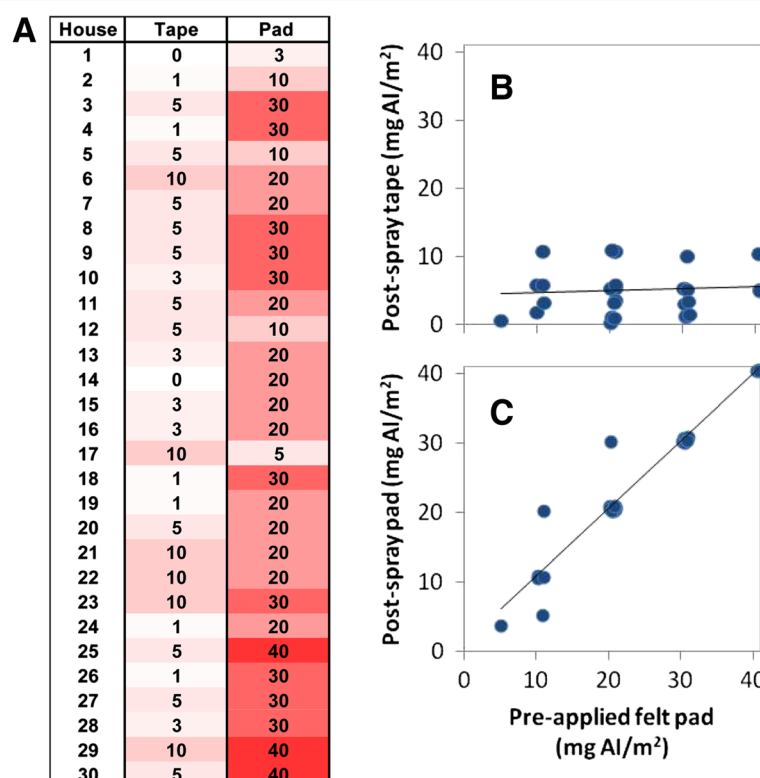 A
House Tape Pad
1 0 3
2 1 10
3 5 30
4 1 30
5 5 10
6 10 20
7 5 20
8 5 30
9 5 30
10 3 30
11 5 20
12 5 10
13 3 20
14 0 20
15 3 20
16 3 20
17 10 5
18 1 30
19 1 20
20 5 20
21 10 20
22 10 20
23 10 30
24 1 20
25 5 40
26 1 30
27 5 30
28 3 30
29 10 40
30 5 40
B
Post-spray tape (mg AI/m²)
40
30
20
10
0
C
Post-spray pad (mg AI/m²)
40
30
20
10
0
0 10 20 30 40
Pre-applied felt pad
(mg AI/m²)